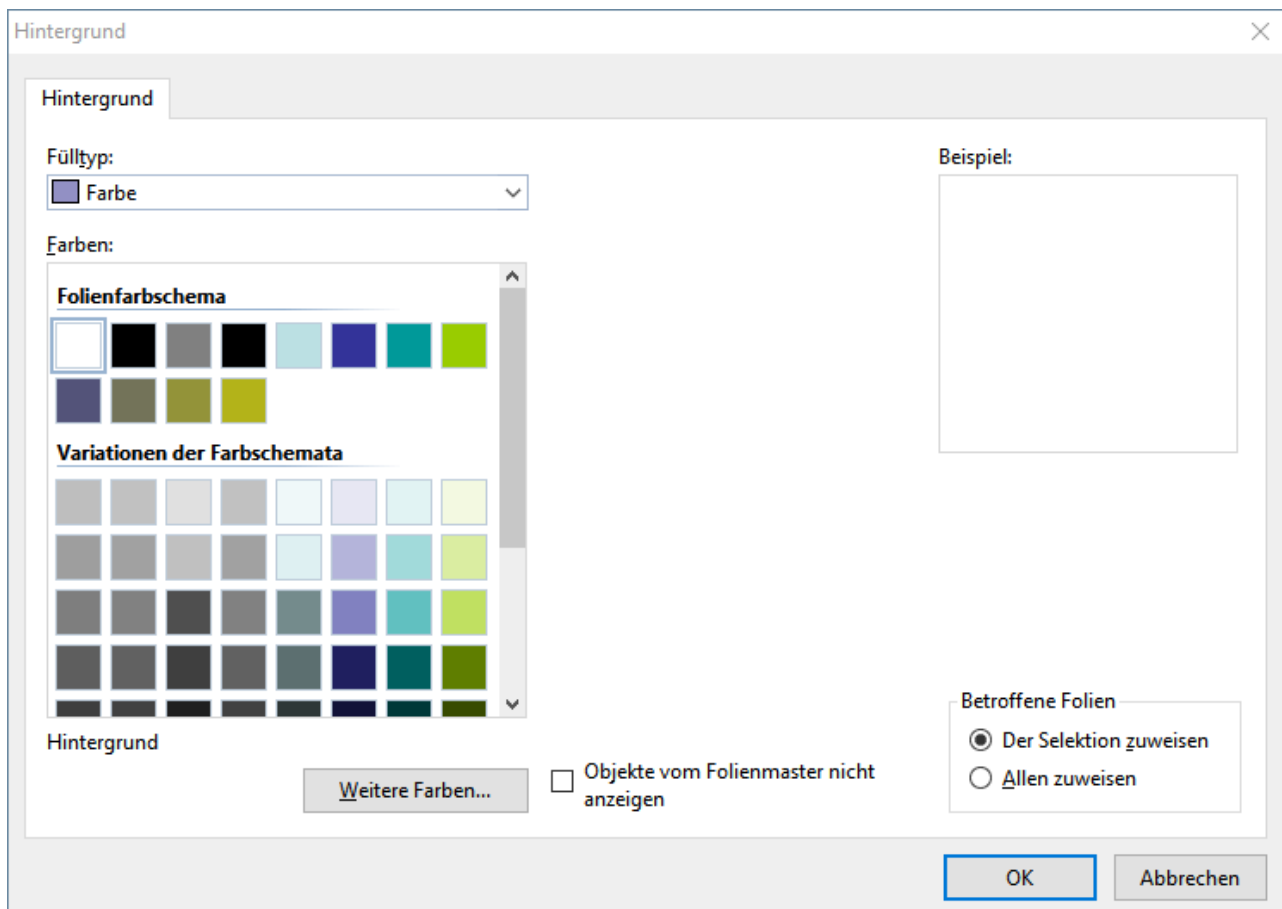 Hintergrund
Hintergrund
Fülltyp:
Farbe
Farben:
Folienfarbschema
Variationen der Farbschemata
Hintergrund
Weitere Farben...
Objekte vom Folienmaster nicht
anzeigen
Beispiel:
Betroffene Folien
Der Selektion zuweisen
Allen zuweisen
OK
Abbrechen